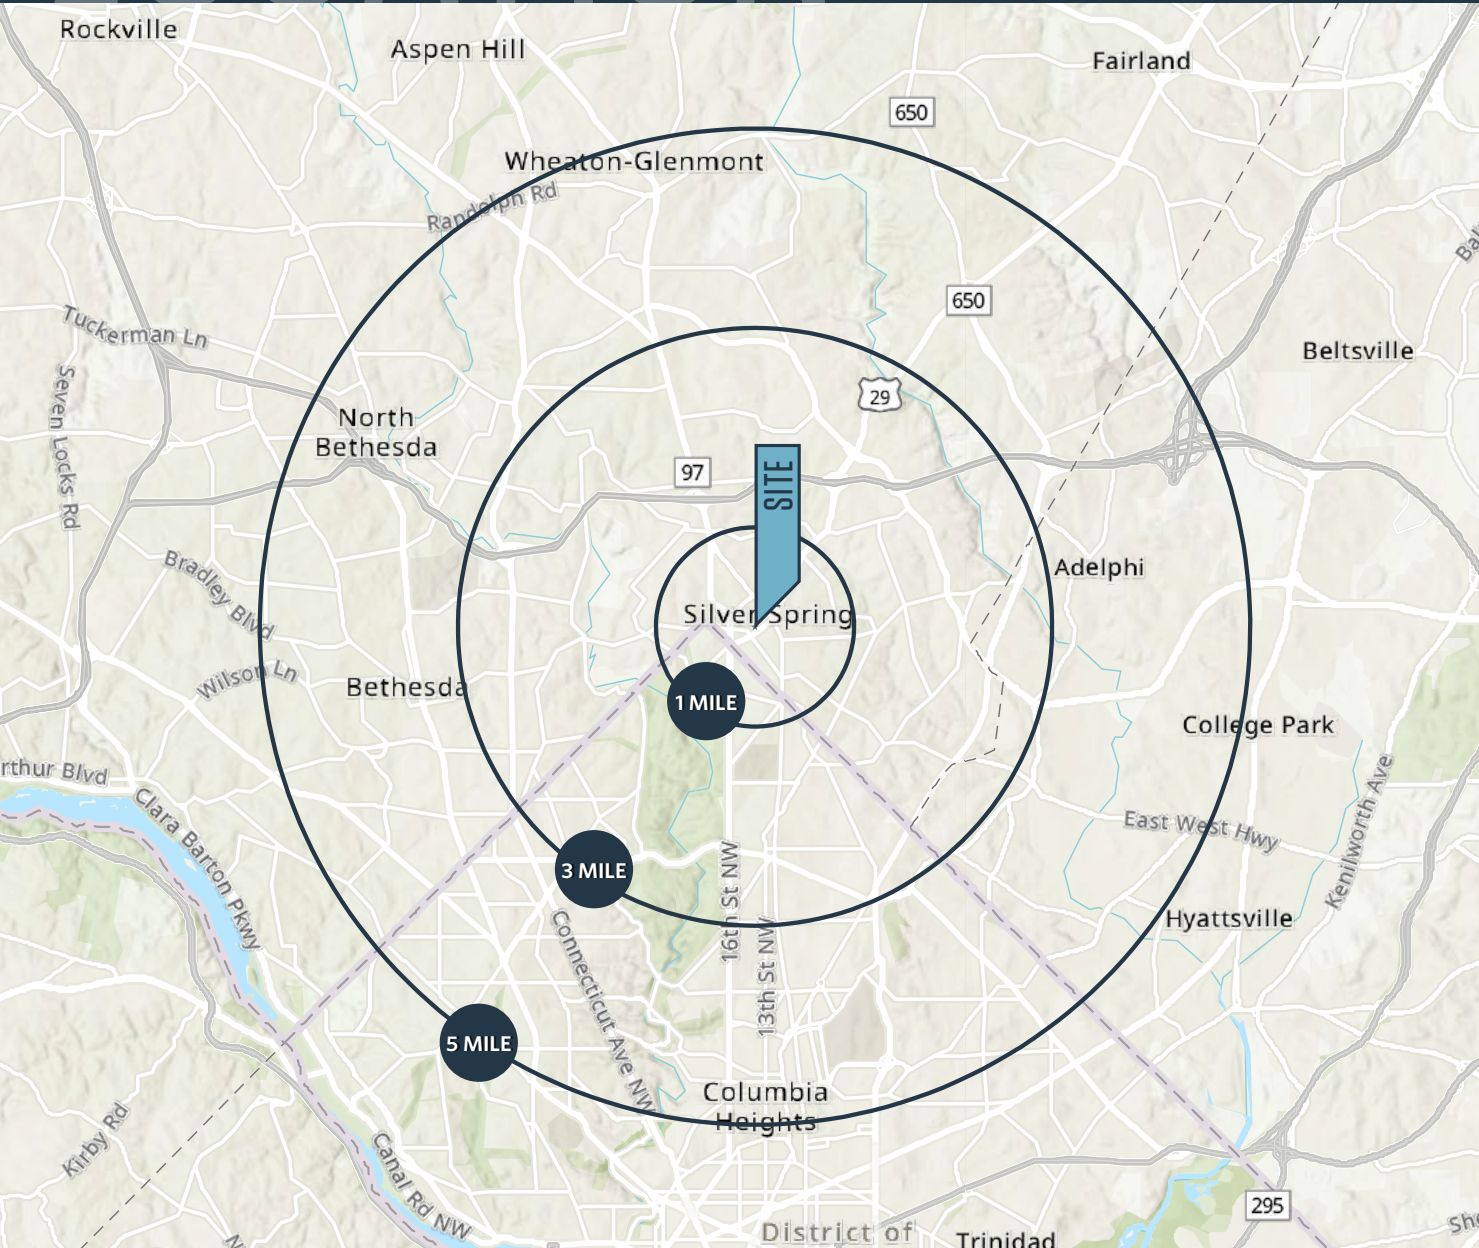 Rockville
Aspen Hill
Fairland
650
Wheaton-Glenmont
Randolph Rd
650
Tuckerman Ln
Beltsville
29
North
Bethesda
Seven Locks Rd
97
SITE
Bradley Blvd
Adelphi
Silver Spring
Wilson Ln
Bethesda
1 MILE
College Park
rthur Blvd
Clara Barton Pkwy
East West Hwy
Kenilworth Ave
3 MILE
16th St NW
Hyattsville
Connecticut Ave NW
13th St NW
5 MILE
Columbia
Heights
Kirby Rd
Canal Rd NW
295
District of
Trinidad